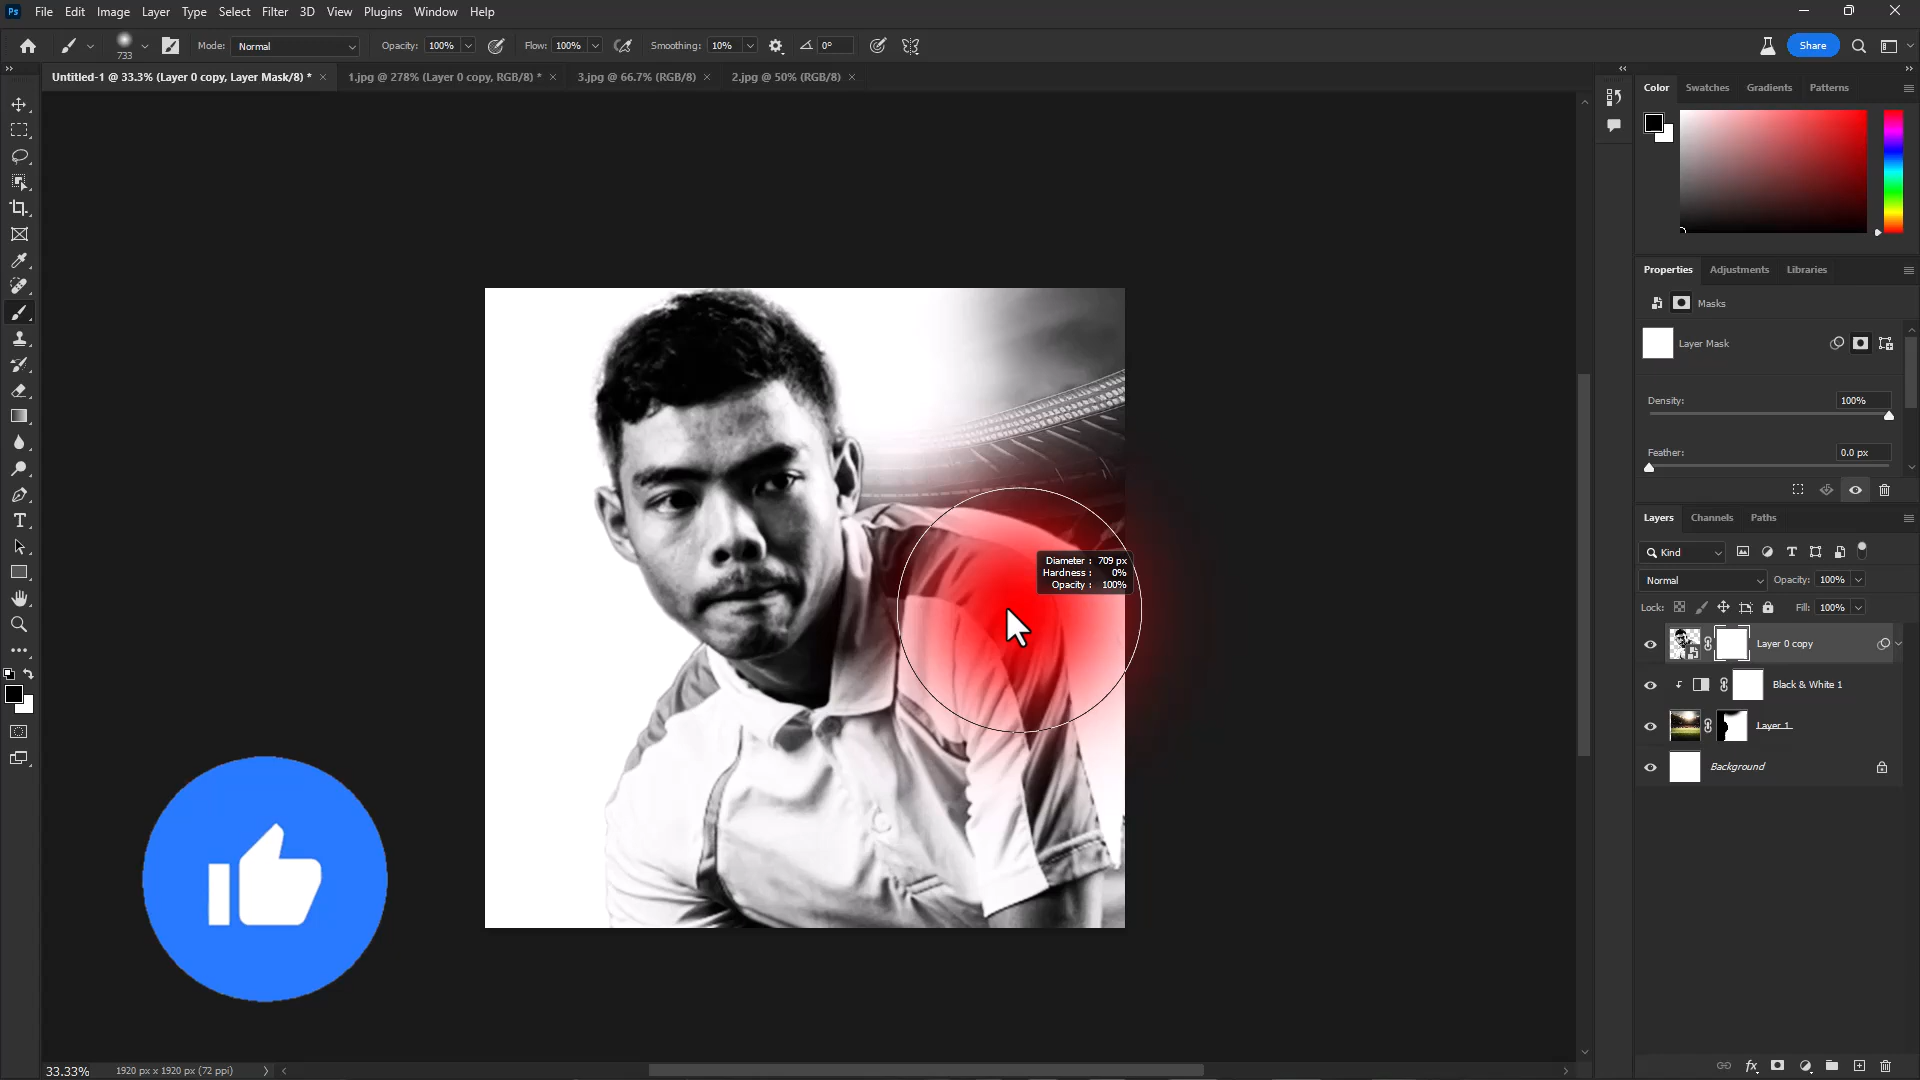 Ps File Edit Image Layer Type Select Filter 3D View Plugins Window Help
733 Mode: Normal Opacity: 100% Flow: 100% Smoothing: 10% 0° Share
Untitled-1 @ 33.3% (Layer 0 copy, Layer Mask/8) * × 1.jpg @ 278% (Layer 0 copy, RGB/8) * × 3.jpg @ 66.7% (RGB/8) × 2.jpg @ 50% (RGB/8) ×
Color Swatches Gradients Patterns
Properties Adjustments Libraries
Masks
Layer Mask
Density: 100%
Feather: 0.0 px
Diameter : 709 px
Hardness : 0%
Opacity : 100%
Layers Channels Paths
Kind
Normal Opacity: 100%
Lock: Fill: 100%
Layer 0 copy
Black & White 1
Layer 1
Background
33.33% 1920 px x 1920 px (72 ppi)